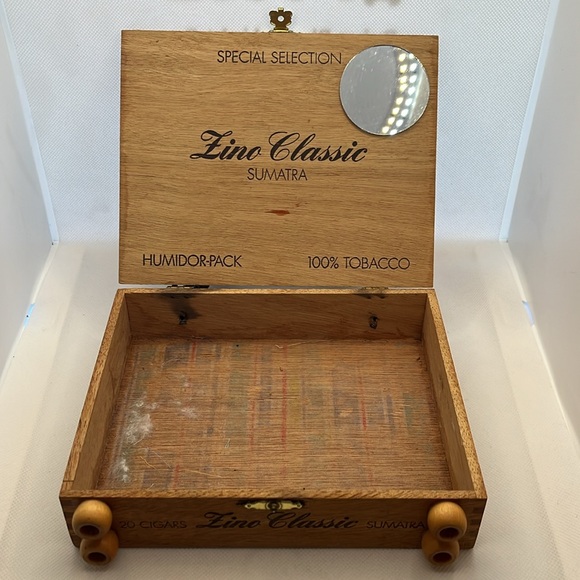 SPECIAL SELECTION
Zino Classic
SUMATRA
HUMIDOR-PACK 100% TOBACCO
20 CIGARS Zino Classic SUMATRA